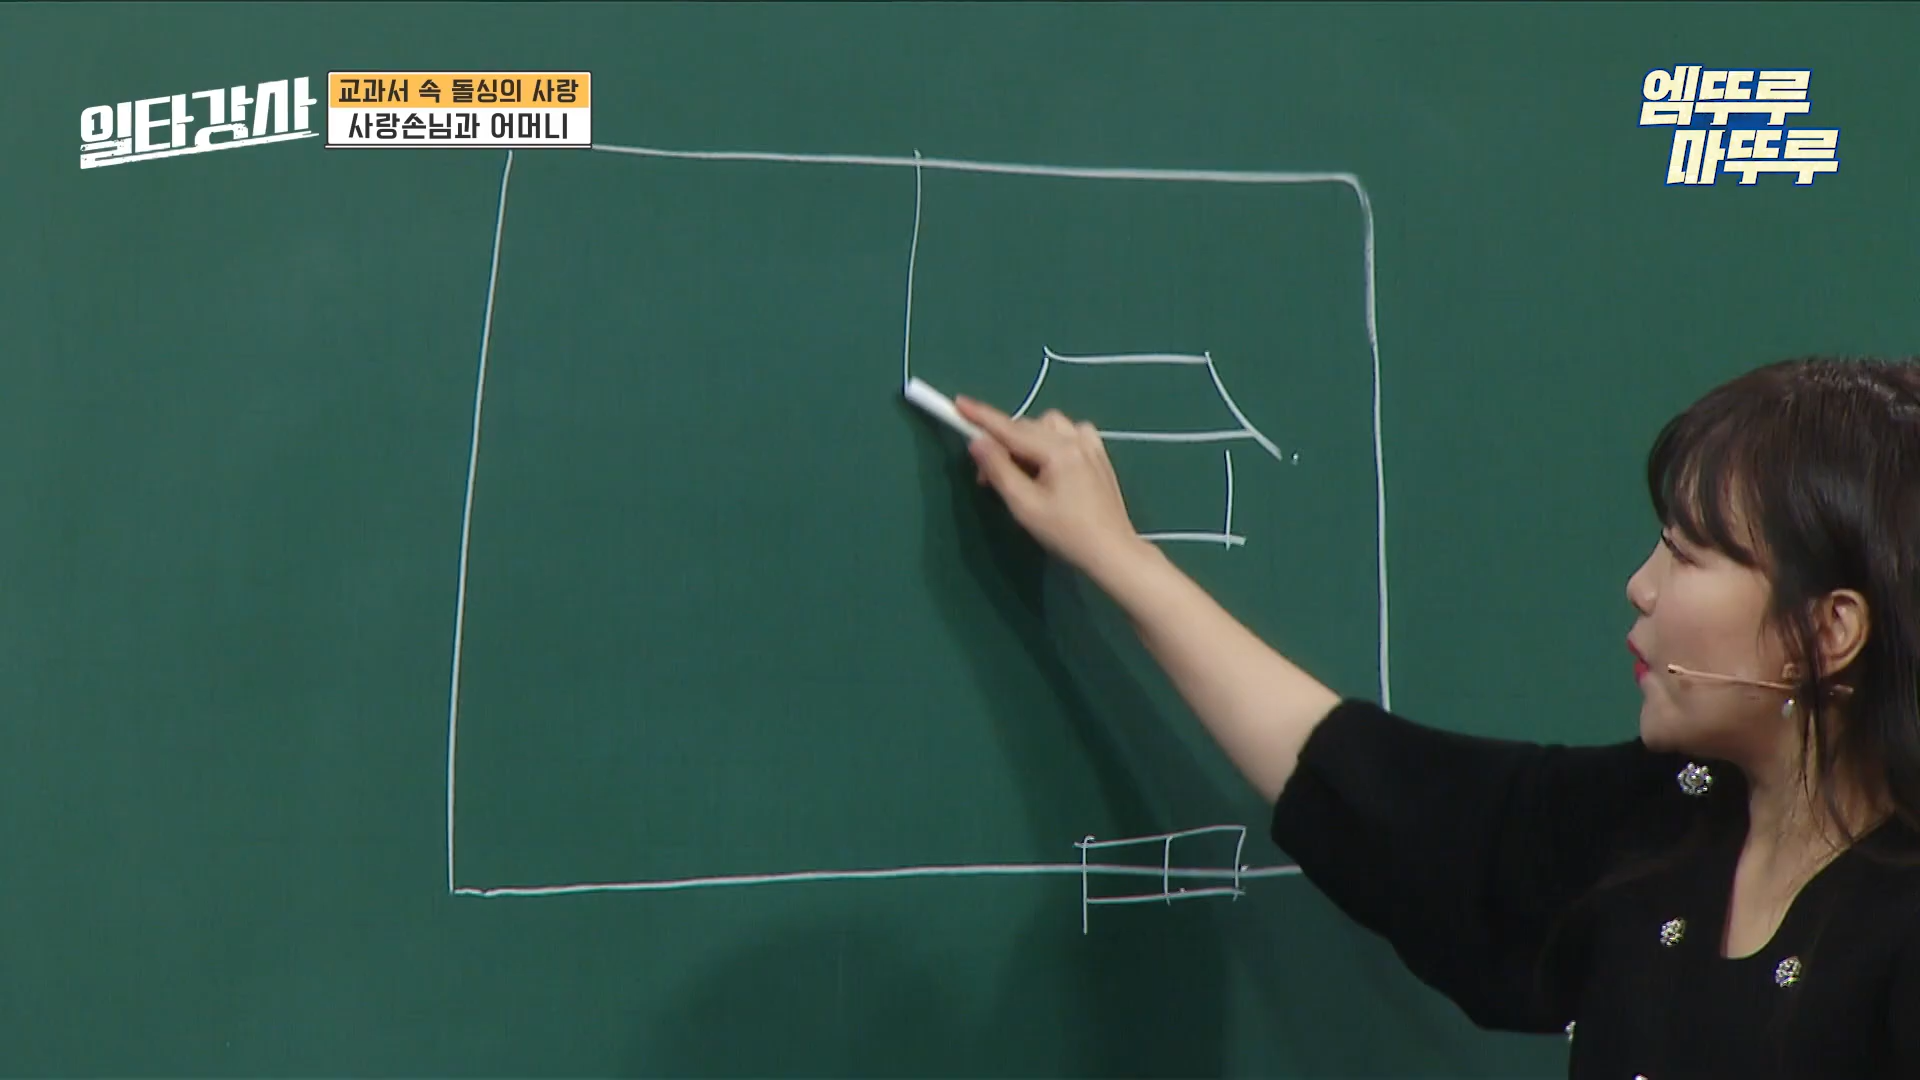 일타강사
교과서 속 돌싱의 사랑
사랑손님과 어머니
엠뚜루
마뚜루